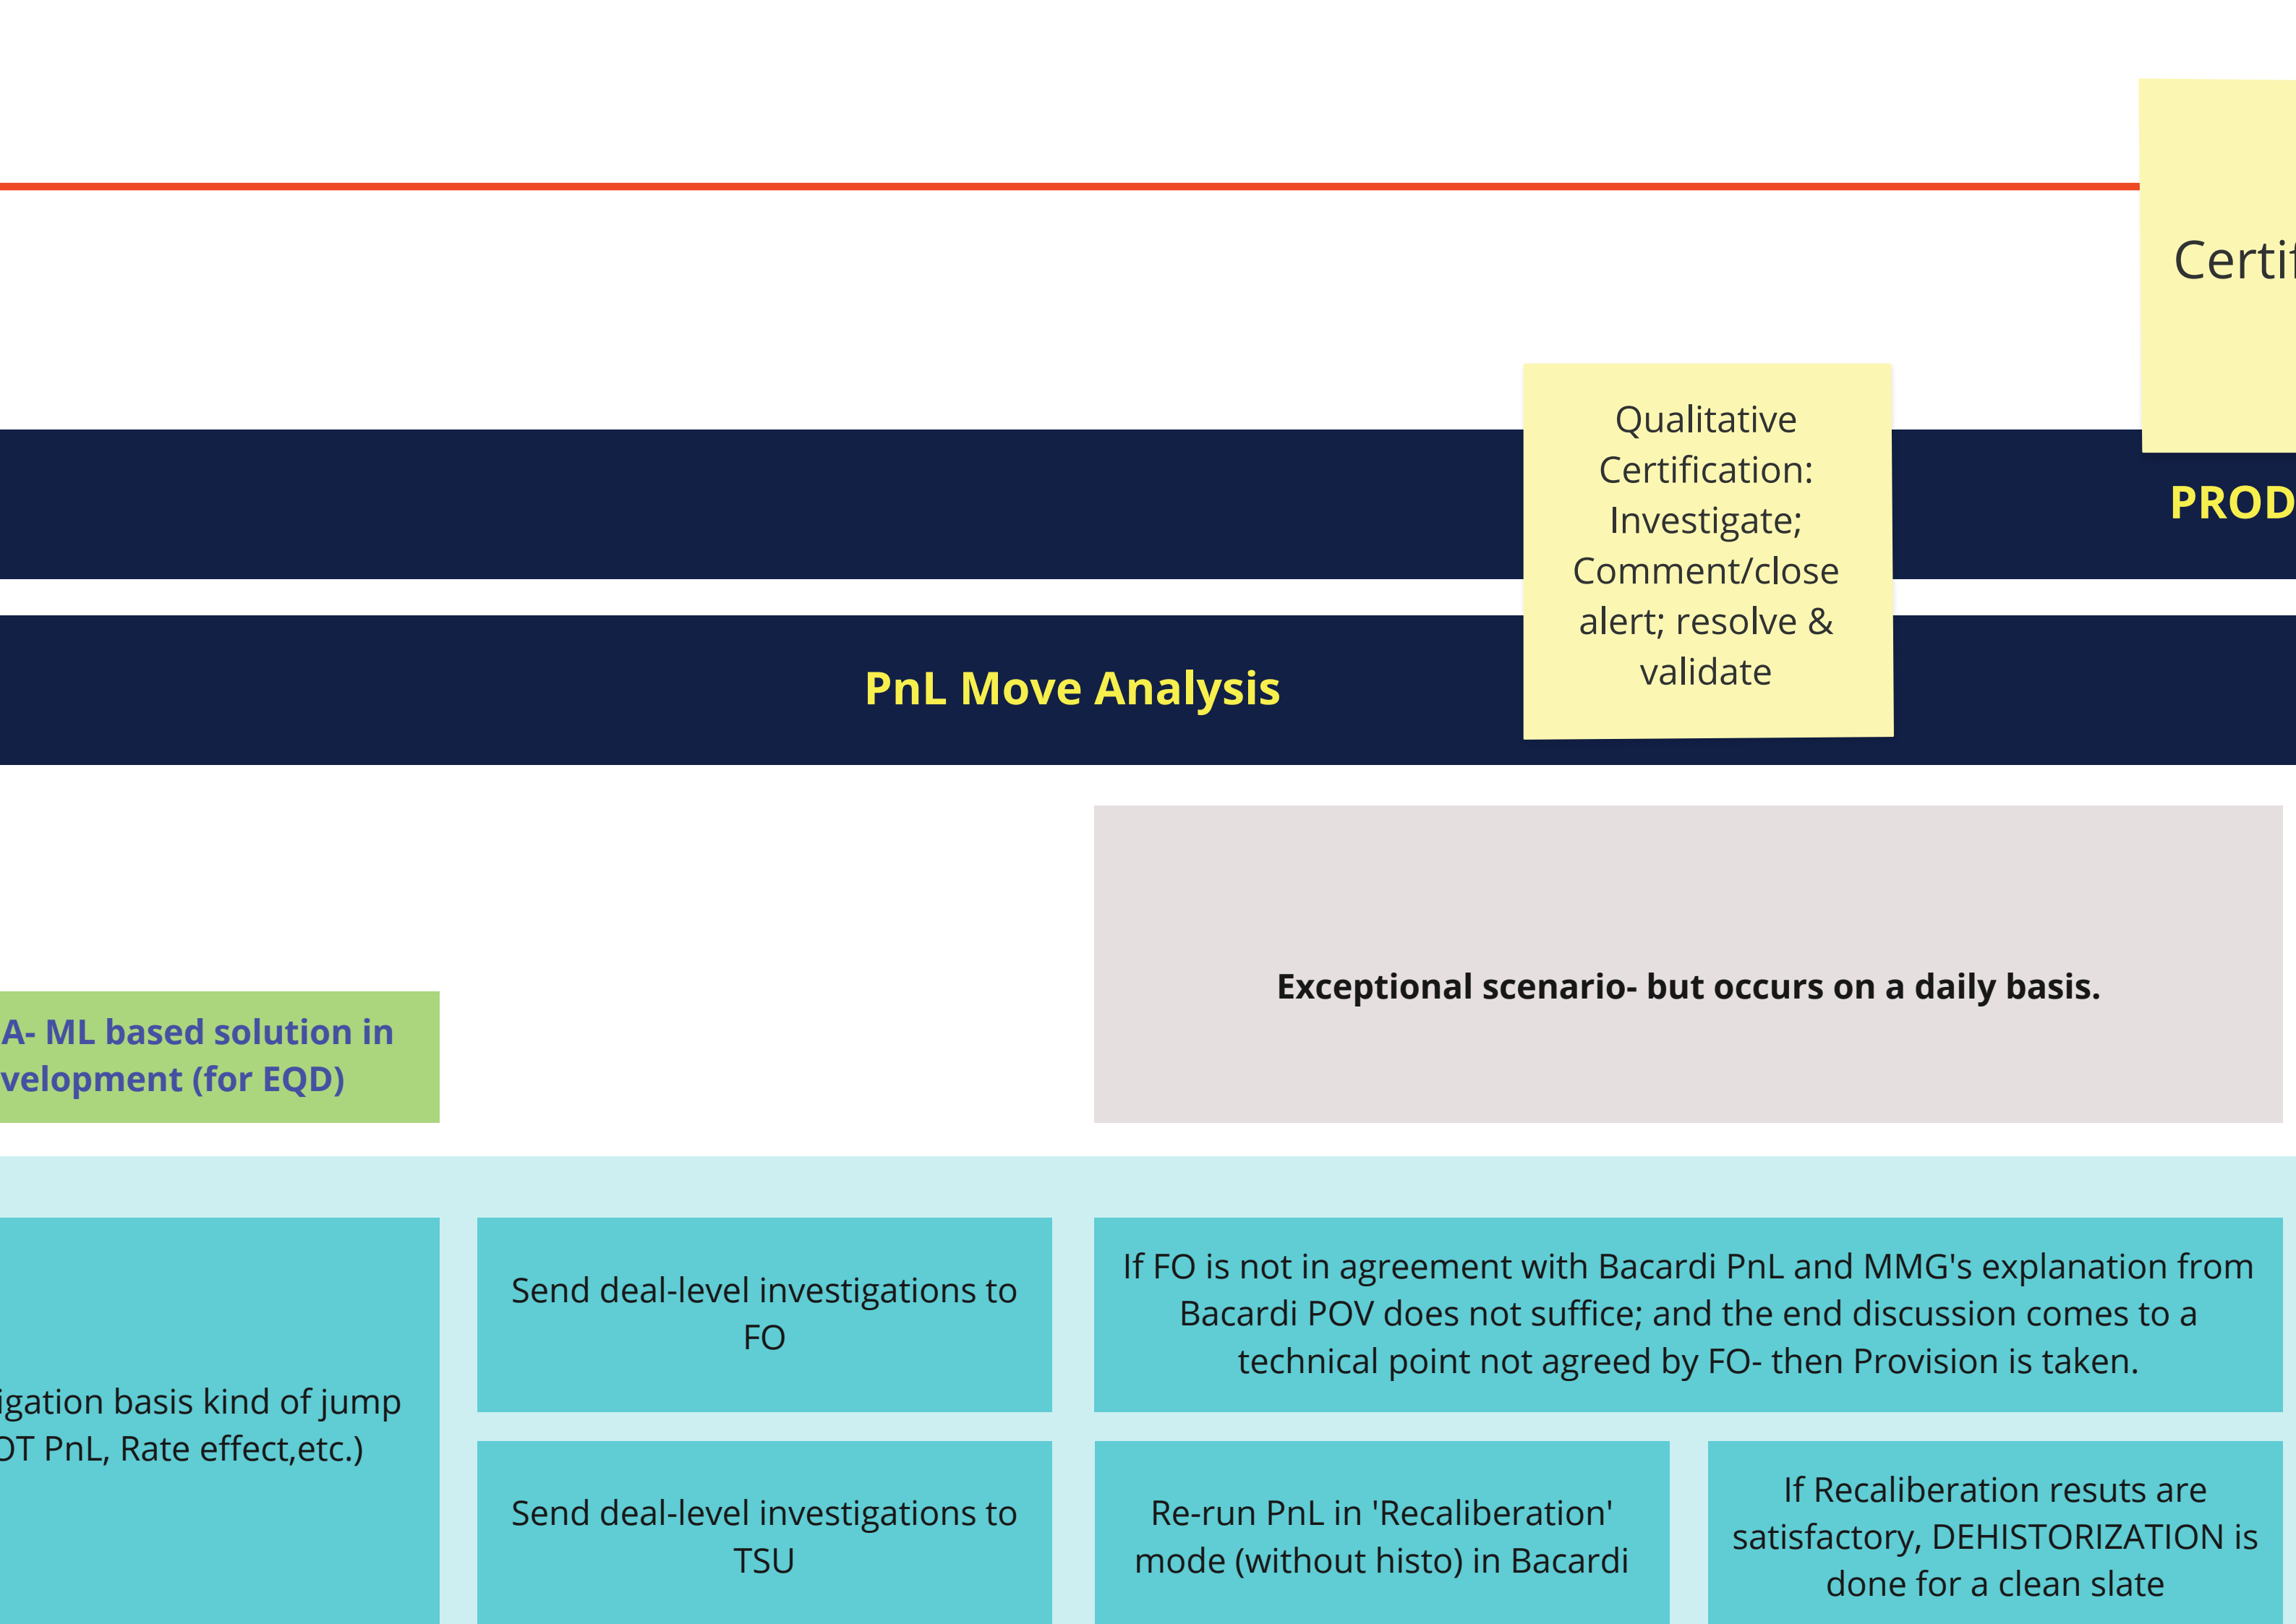 Certif
Qualitative
Certification:
Investigate;
Comment/close
alert; resolve &
validate
PROD
PnL Move Analysis
Exceptional scenario- but occurs on a daily basis.
A- ML based solution in
velopment (for EQD)
Send deal-level investigations to
FO
If FO is not in agreement with Bacardi PnL and MMG's explanation from
Bacardi POV does not suffice; and the end discussion comes to a
technical point not agreed by FO- then Provision is taken.
igation basis kind of jump
OT PnL, Rate effect,etc.)
Send deal-level investigations to
TSU
Re-run PnL in 'Recaliberation'
mode (without histo) in Bacardi
If Recaliberation resuts are
satisfactory, DEHISTORIZATION is
done for a clean slate